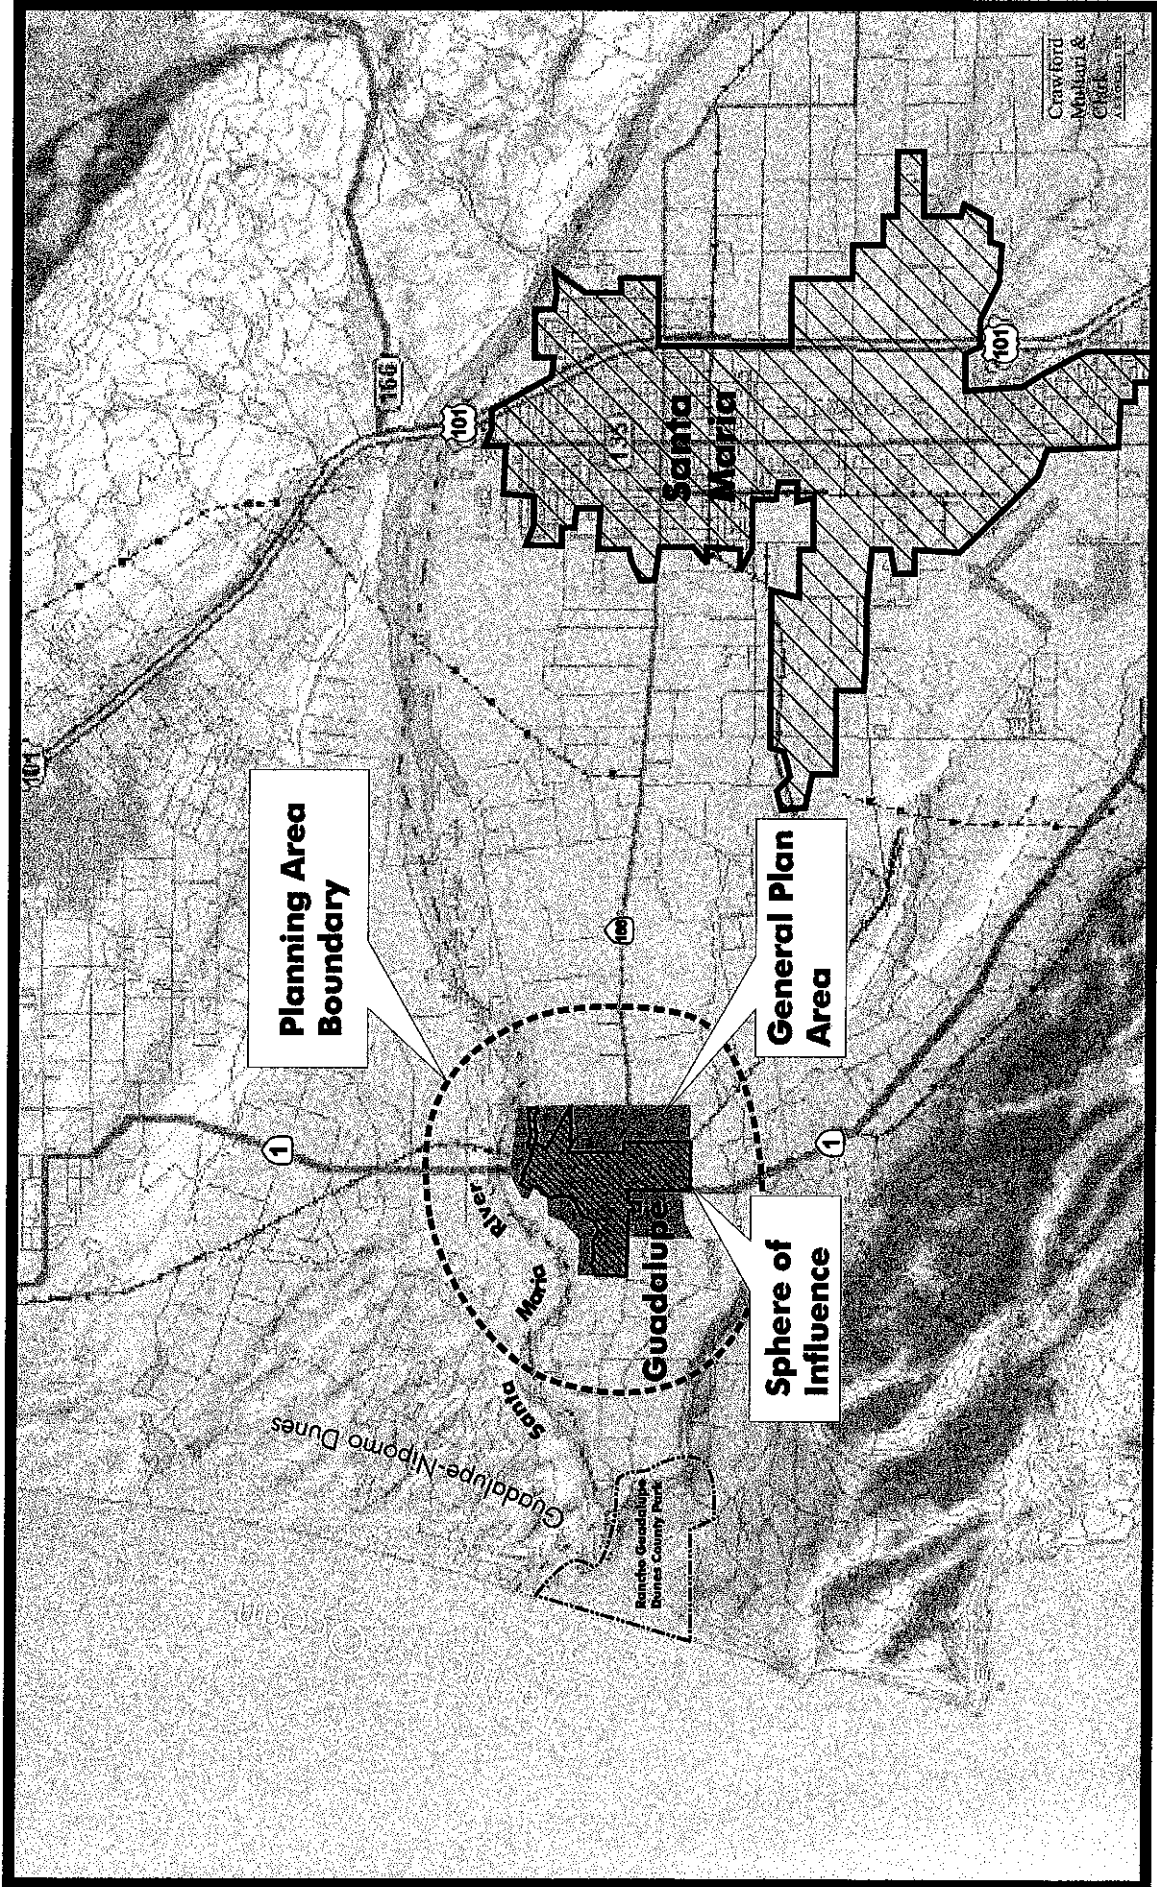 Planning Area
Boundary
General Plan
Area
Sphere of
Influence
Guadalupe
Santa
Maria
River
Guadalupe-Nipomo Dunes
Rancho Guadalupe
Dunes County Park
Santa
Maria
101
166
101
135
101
166
1
1
Crawford
Multari &
Clark
ASSOCIATES